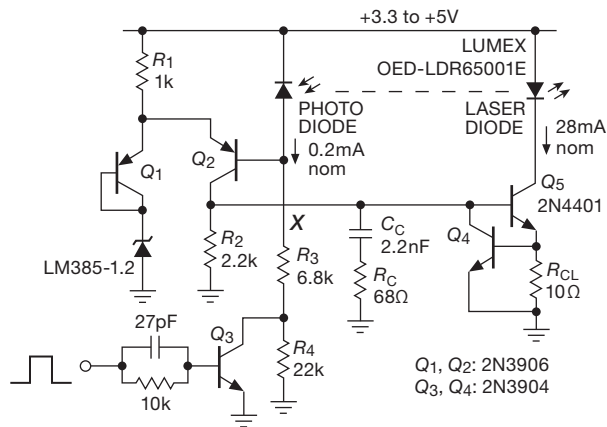 +3.3 to +5V
LUMEX
OED-LDR65001E
R1
1k
PHOTO
DIODE
LASER
DIODE
0.2mA
nom
28mA
nom
Q1
Q2
Q5
2N4401
X
CC
2.2nF
Q4
R2
2.2k
R3
6.8k
LM385-1.2
RC
68Ω
RCL
10Ω
27pF
Q3
R4
22k
10k
Q1, Q2: 2N3906
Q3, Q4: 2N3904